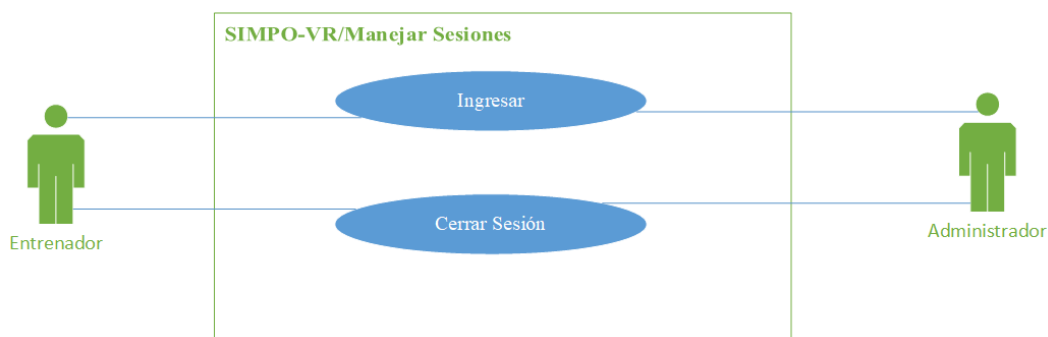 SIMPO-VR/Manejar Sesiones
Ingresar
Cerrar Sesión
Entrenador
Administrador